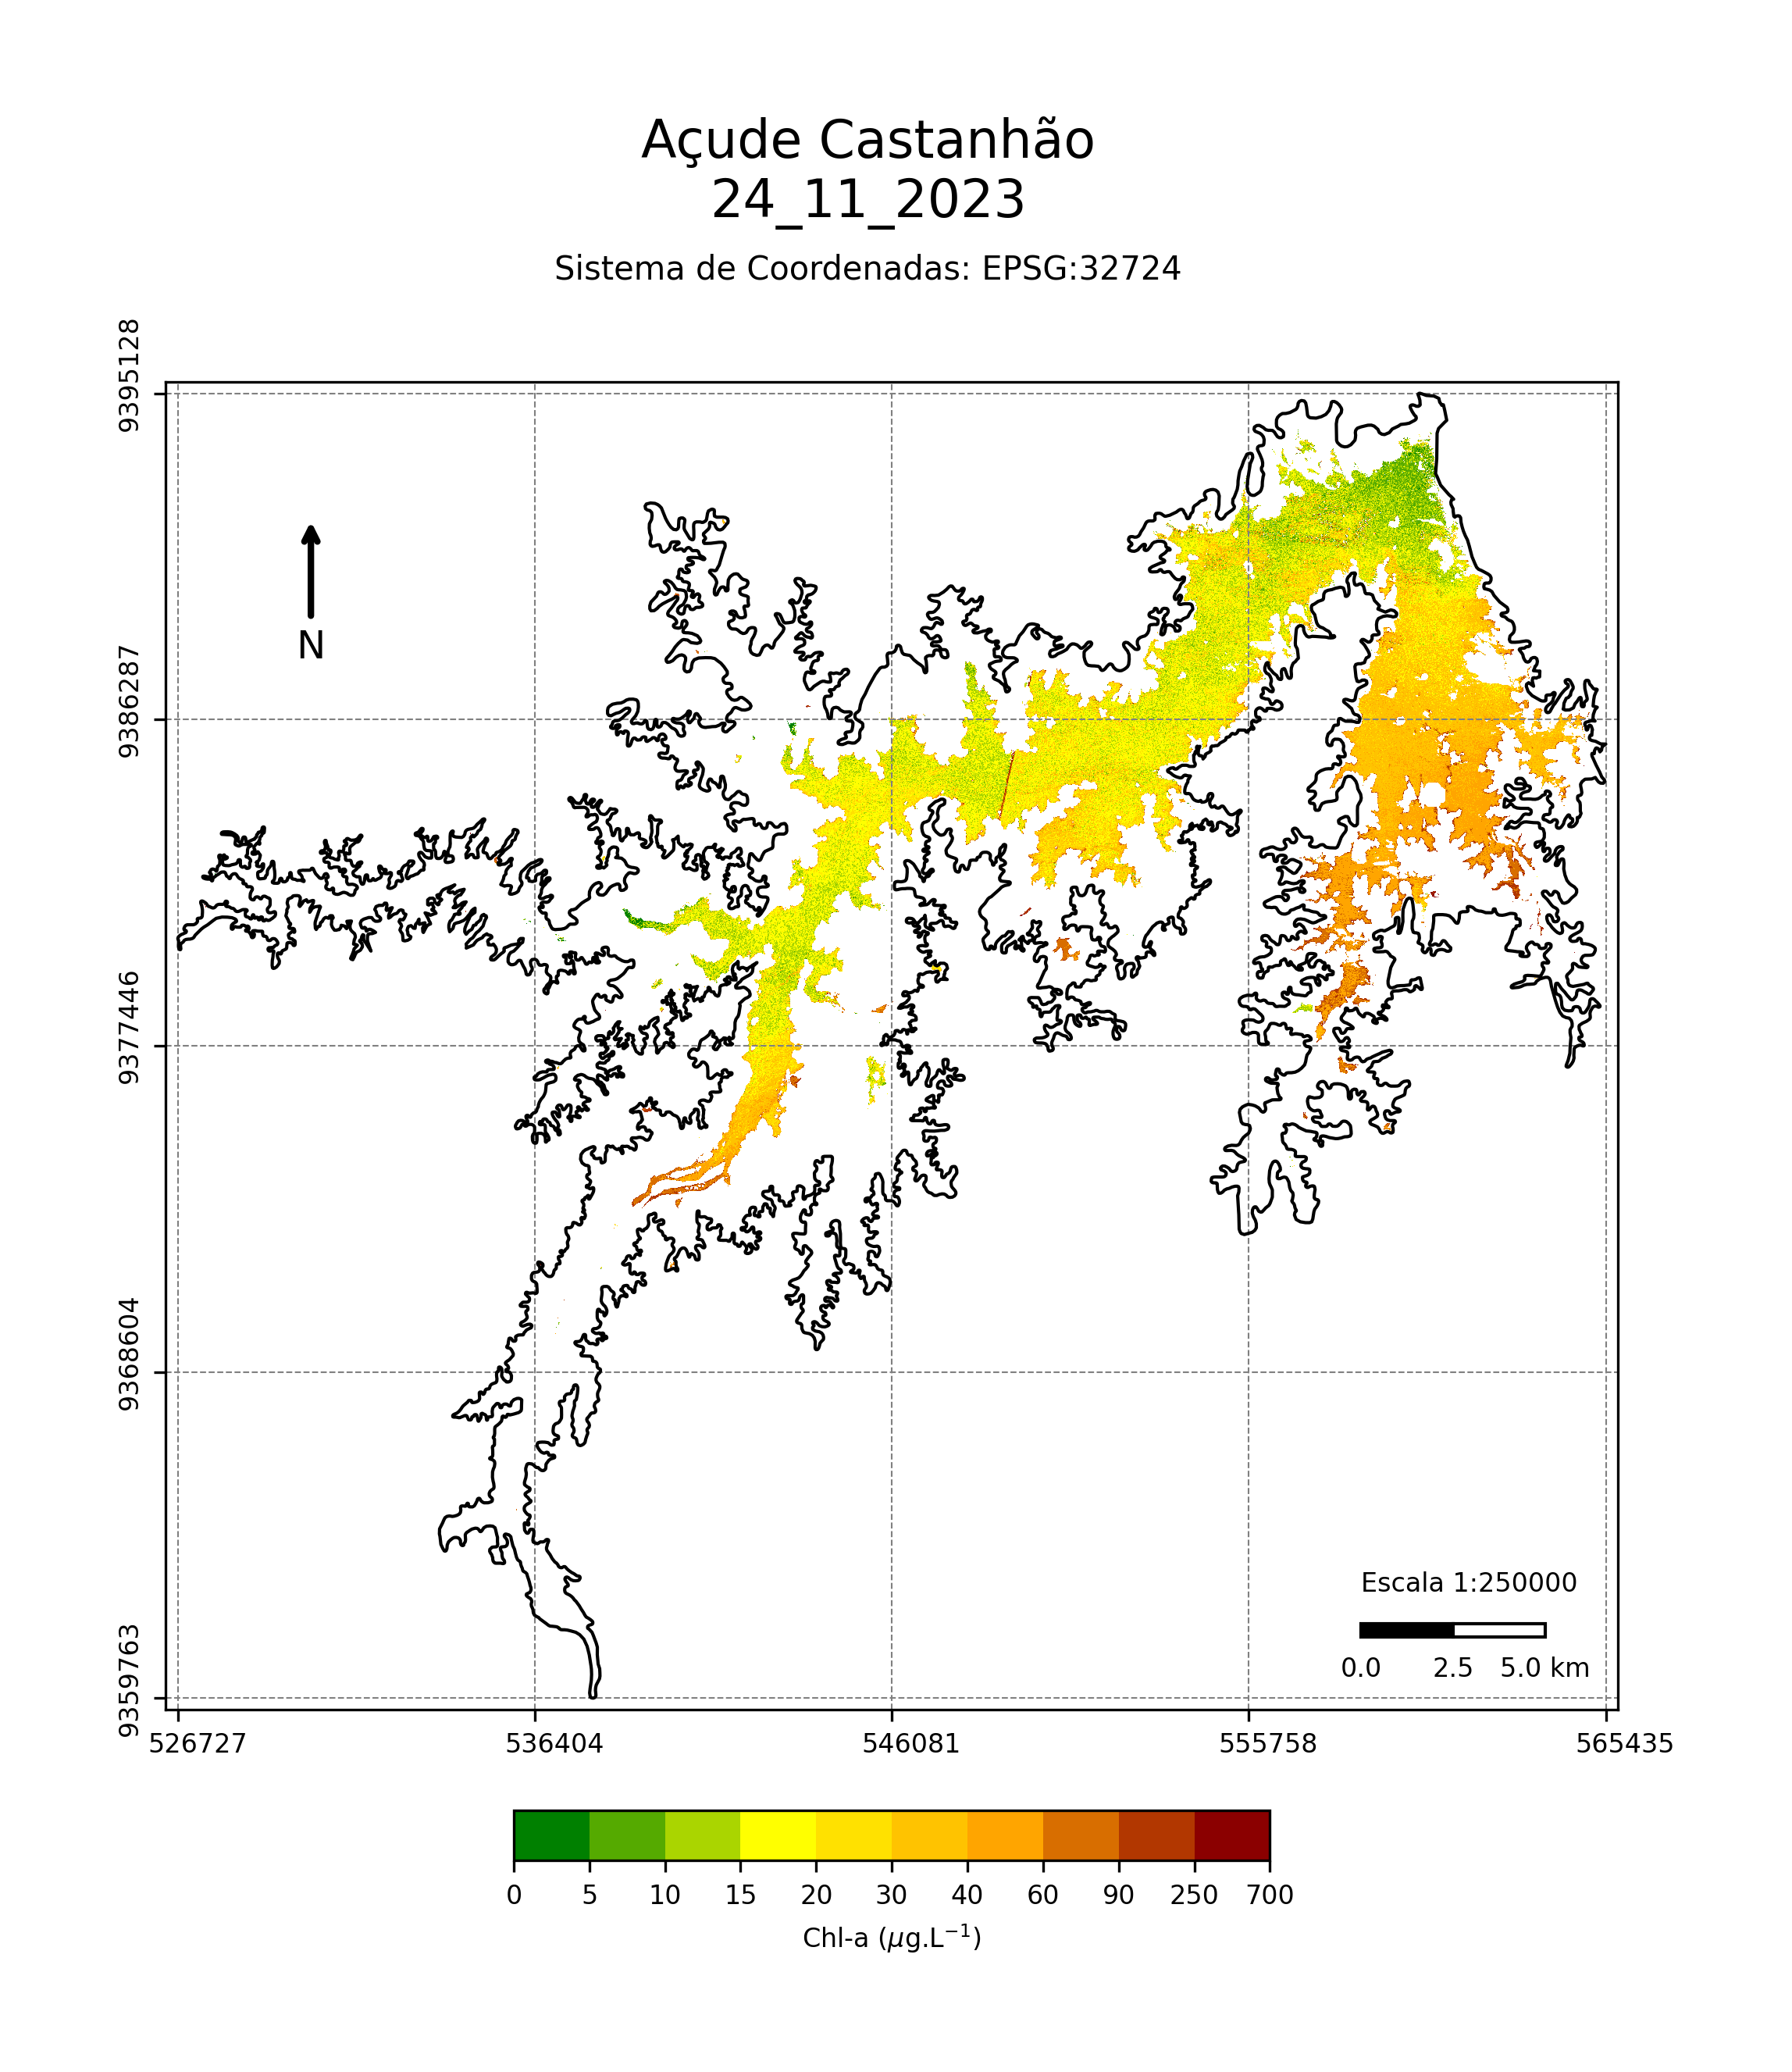 Açude Castanhão
24_11_2023
Sistema de Coordenadas: EPSG:32724
9395128
9386287
9377446
9368604
9359763
N
Escala 1:250000
0.0 2.5 5.0 km
526727 536404 546081 555758 565435
0 5 10 15 20 30 40 60 90 250 700
Chl-a (μg.L⁻¹)